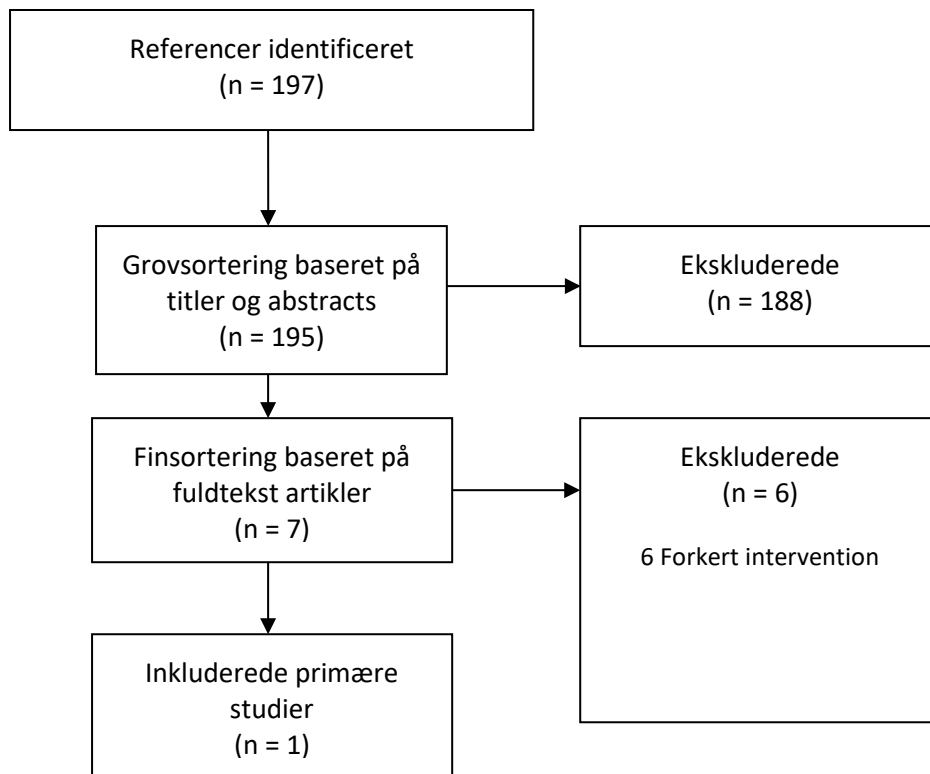 Referencer identificeret
(n = 197)
Grovsortering baseret på
titler og abstracts
(n = 195)
Ekskluderede
(n = 188)
Finsortering baseret på
fuldtekst artikler
(n = 7)
Ekskluderede
(n = 6)
6 Forkert intervention
Inkluderede primære
studier
(n = 1)